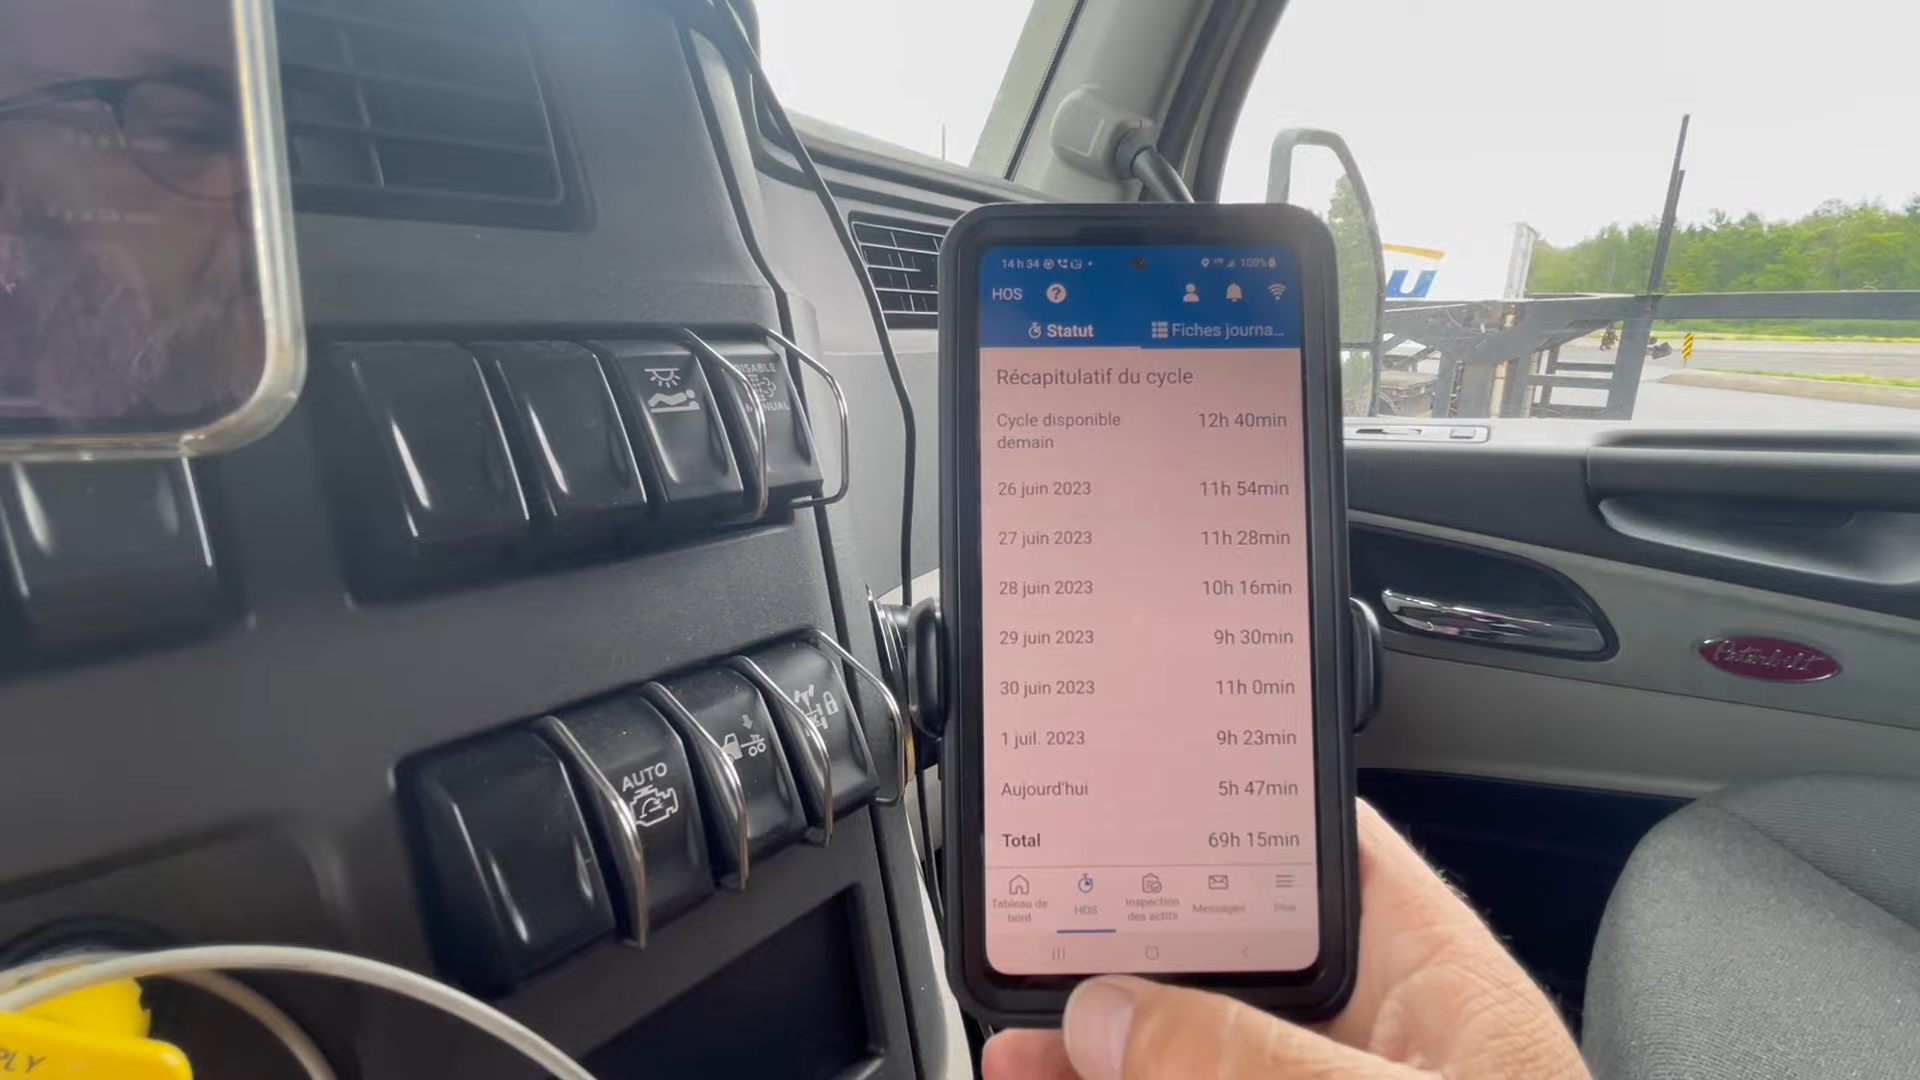 14 h 34
100%
HOS
?
Statut
Fiches journa...
Récapitulatif du cycle
Cycle disponible demain 12h 40min
26 juin 2023 11h 54min
27 juin 2023 11h 28min
28 juin 2023 10h 16min
29 juin 2023 9h 30min
30 juin 2023 11h 0min
1 juil. 2023 9h 23min
Aujourd'hui 5h 47min
Total 69h 15min
Tableau de bord
HOS
Inspection des actifs
Messages
Plus
AUTO
Peterbilt
PLY
U